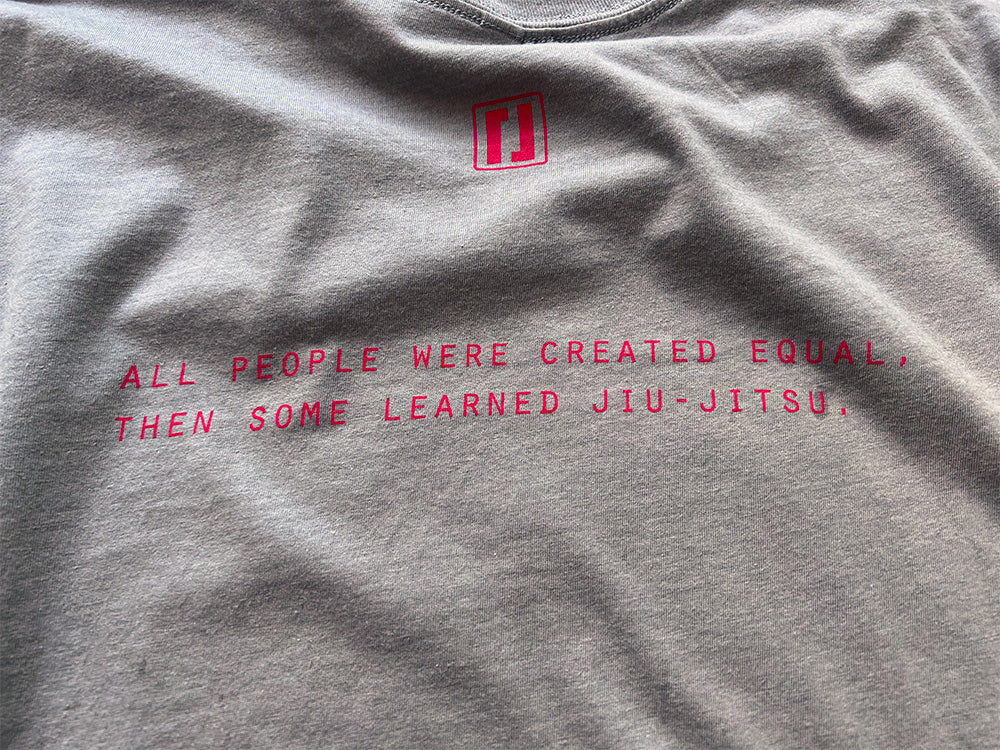 ALL PEOPLE WERE CREATED EQUAL,
THEN SOME LEARNED JIU-JITSU.